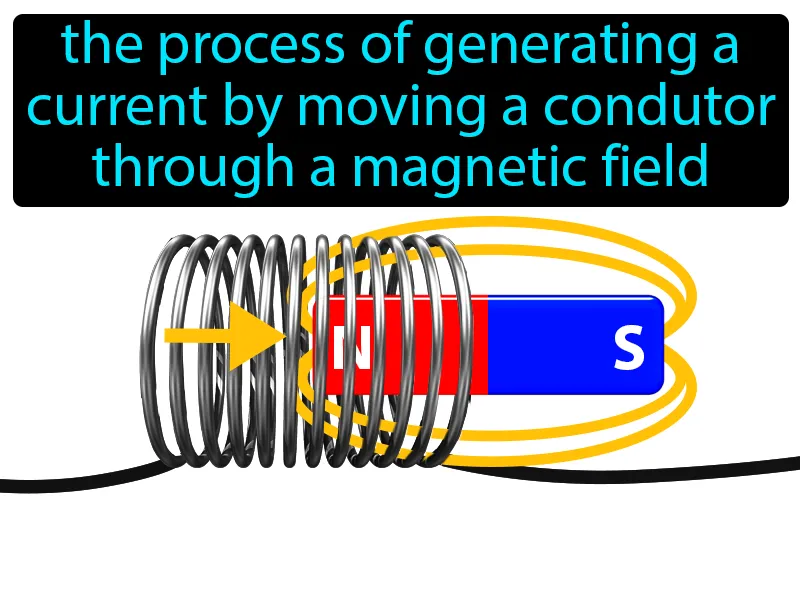 the process of generating a
current by moving a condutor
through a magnetic field
N S